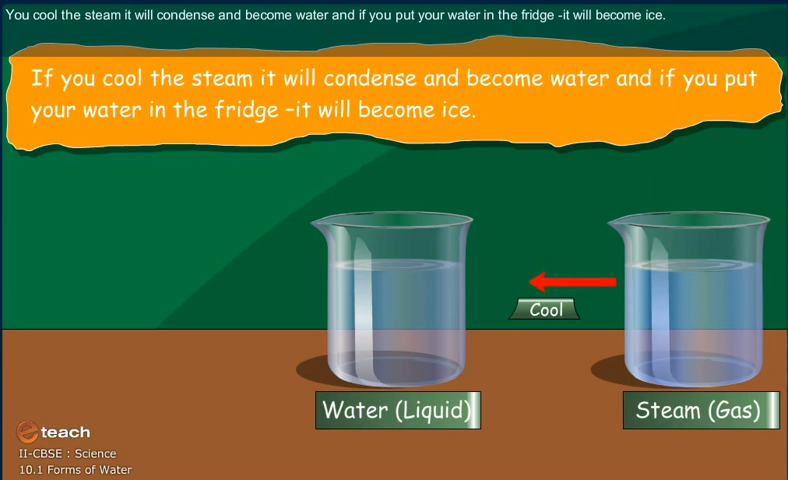 You cool the steam it will condense and become water and if you put your water in the fridge -it will become ice.
If you cool the steam it will condense and become water and if you put
your water in the fridge –it will become ice.
Cool
Water (Liquid)
Steam (Gas)
e teach
II-CBSE : Science
10.1 Forms of Water